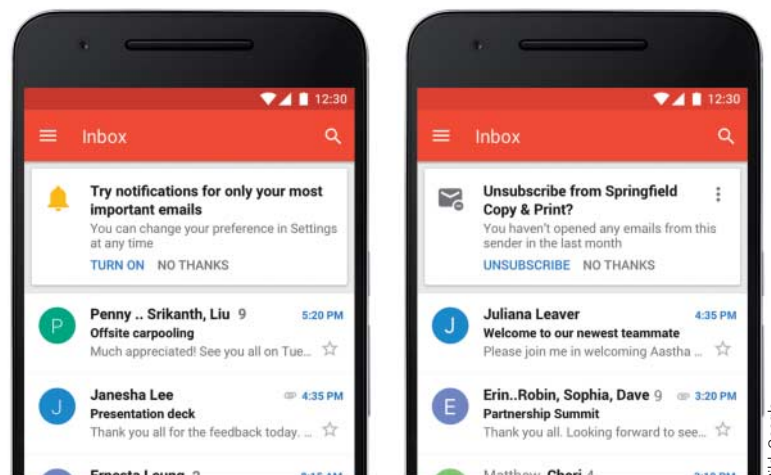 12:30
Inbox
Try notifications for only your most
important emails
You can change your preference in Settings
at any time
TURN ON NO THANKS
P
Penny .. Srikanth, Liu 9 5:20 PM
Offsite carpooling
Much appreciated! See you all on Tue...
J
Janesha Lee 4:35 PM
Presentation deck
Thank you all for the feedback today. ...
12:30
Inbox
Unsubscribe from Springfield
Copy & Print?
You haven't opened any emails from this
sender in the last month
UNSUBSCRIBE NO THANKS
J
Juliana Leaver 4:35 PM
Welcome to our newest teammate
Please join me in welcoming Aastha ...
E
Erin..Robin, Sophia, Dave 9 3:20 PM
Partnership Summit
Thank you all. Looking forward to see...